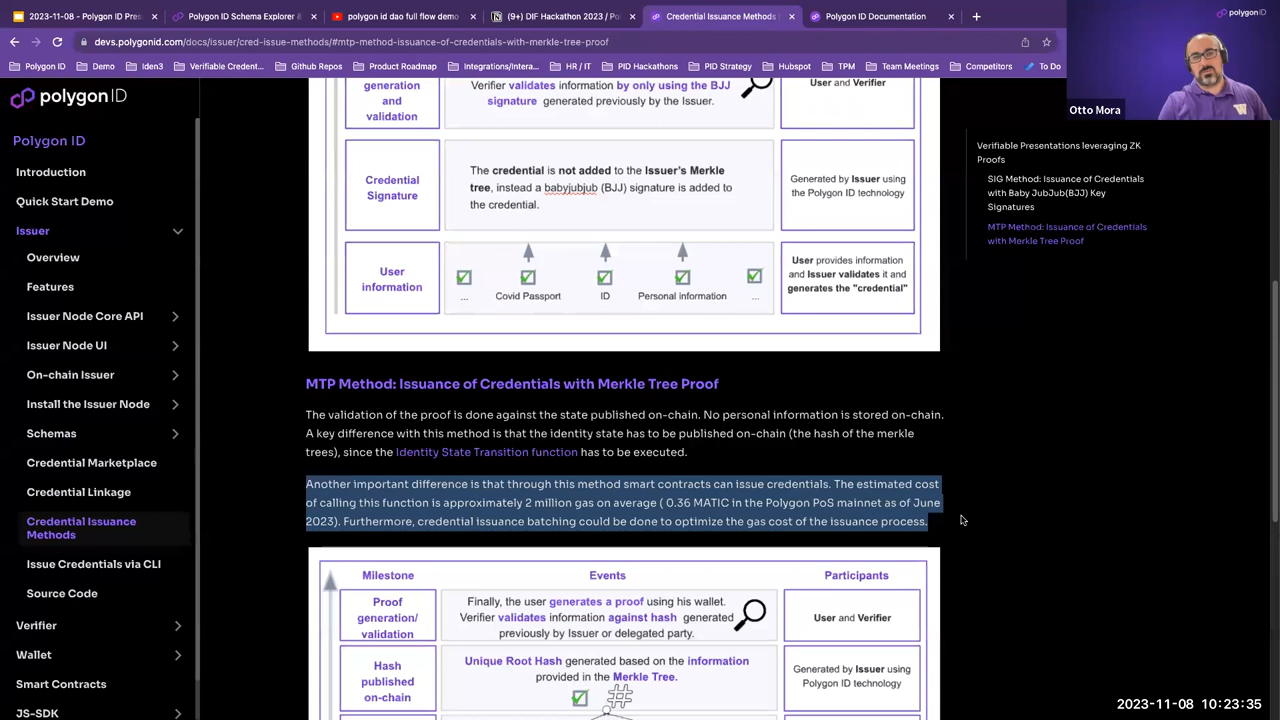 01 - Polygon ID Pres
Polygon ID Schema Explorer &
polygon id dao full flow demo
(9+) DIF Hackathon 2023 / Po
Credential Issuance Methods
Polygon ID Documentation
devs.polygonid.com/docs/issuer/cred-issue-methods/#mtp-method-issuance-of-credentials-with-merkle-tree-proof
Polygon ID
Demo
Iden3
Verifiable Credent...
Github Repos
Product Roadmap
Integrations/Intera...
HR / IT
PID Hackathons
PID Strategy
Hubspot
TPM
Team Meetings
Competitors
To Do
polygon ID
Otto Mora
polygon ID
Polygon ID
Introduction
Quick Start Demo
Issuer
Overview
Features
Issuer Node Core API
Issuer Node UI
On-chain Issuer
Install the Issuer Node
Schemas
Credential Marketplace
Credential Linkage
Credential Issuance
Methods
Issue Credentials via CLI
Source Code
Verifier
Wallet
Smart Contracts
JS-SDK
generation
and
validation
Verifier validates information by only using the BJJ
signature generated previously by the Issuer.
User and Verifier
Credential
Signature
The credential is not added to the Issuer's Merkle
tree, instead a babyjubjub (BJJ) signature is added to
the credential.
Generated by Issuer using
the Polygon ID technology
User
information
...
Covid Passport
ID
Personal information
...
User provides information
and Issuer validates it and
generates the "credential"
MTP Method: Issuance of Credentials with Merkle Tree Proof
The validation of the proof is done against the state published on-chain. No personal information is stored on-chain.
A key difference with this method is that the identity state has to be published on-chain (the hash of the merkle
trees), since the Identity State Transition function has to be executed.
Another important difference is that through this method smart contracts can issue credentials. The estimated cost
of calling this function is approximately 2 million gas on average ( 0.36 MATIC in the Polygon PoS mainnet as of June
2023). Furthermore, credential issuance batching could be done to optimize the gas cost of the issuance process.
Milestone
Events
Participants
Proof
generation/
validation
Finally, the user generates a proof using his wallet.
Verifier validates information against hash generated
previously by Issuer or delegated party.
User and Verifier
Hash
published
on-chain
Unique Root Hash generated based on the information
provided in the Merkle Tree.
Generated by Issuer using
Polygon ID technology
Verifiable Presentations leveraging ZK
Proofs
SIG Method: Issuance of Credentials
with Baby JubJub(BJJ) Key
Signatures
MTP Method: Issuance of Credentials
with Merkle Tree Proof
2023-11-08 10:23:35